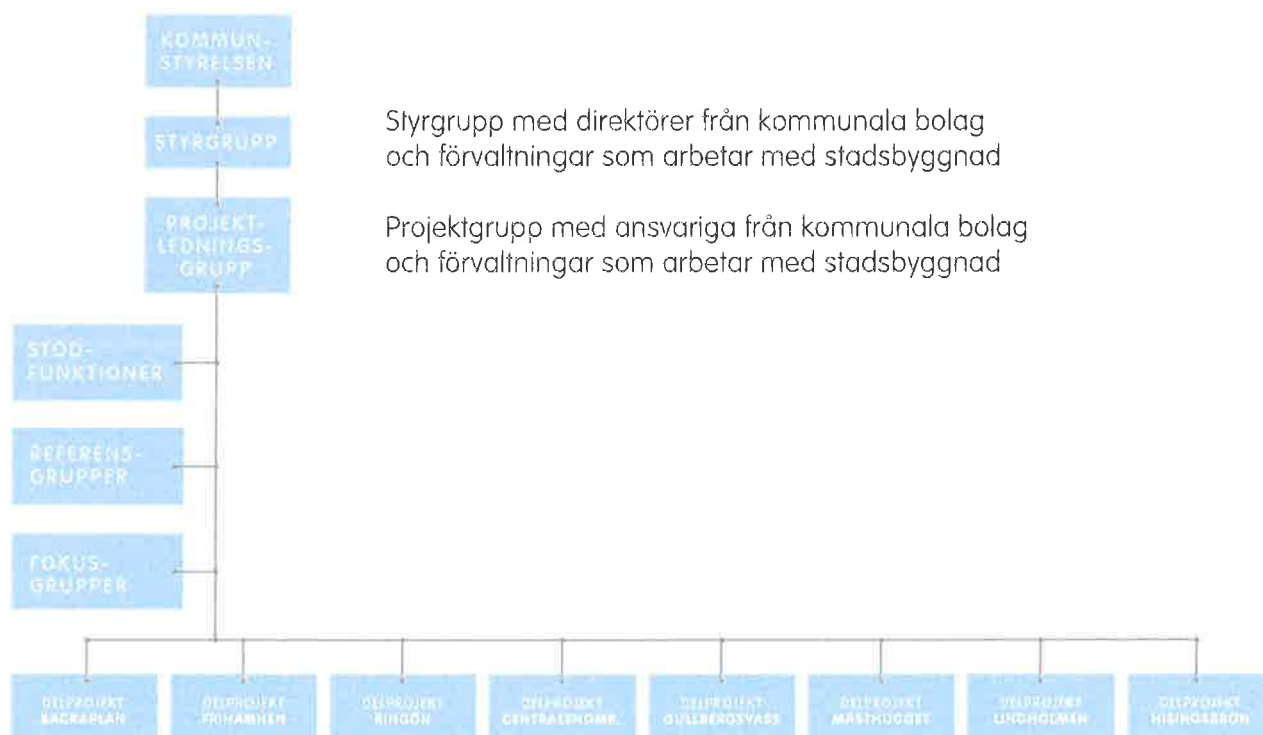 KOMMUN-
STYRELSEN
STYRGRUPP
Styrgrupp med direktörer från kommunala bolag
och förvaltningar som arbetar med stadsbyggnad
PROJEKT-
LEDNINGS-
GRUPP
Projektgrupp med ansvariga från kommunala bolag
och förvaltningar som arbetar med stadsbyggnad
STÖD-
FUNKTIONER
REFERENS-
GRUPPER
FOKUS-
GRUPPER
DELPROJEKT
BACKAPLAN
DELPROJEKT
FRIHAMNEN
DELPROJEKT
RINGÖN
DELPROJEKT
CENTRALENOMR.
DELPROJEKT
GULLBERGSVASS
DELPROJEKT
MASTHUGGET
DELPROJEKT
LINDHOLMEN
DELPROJEKT
HISINGSBRON